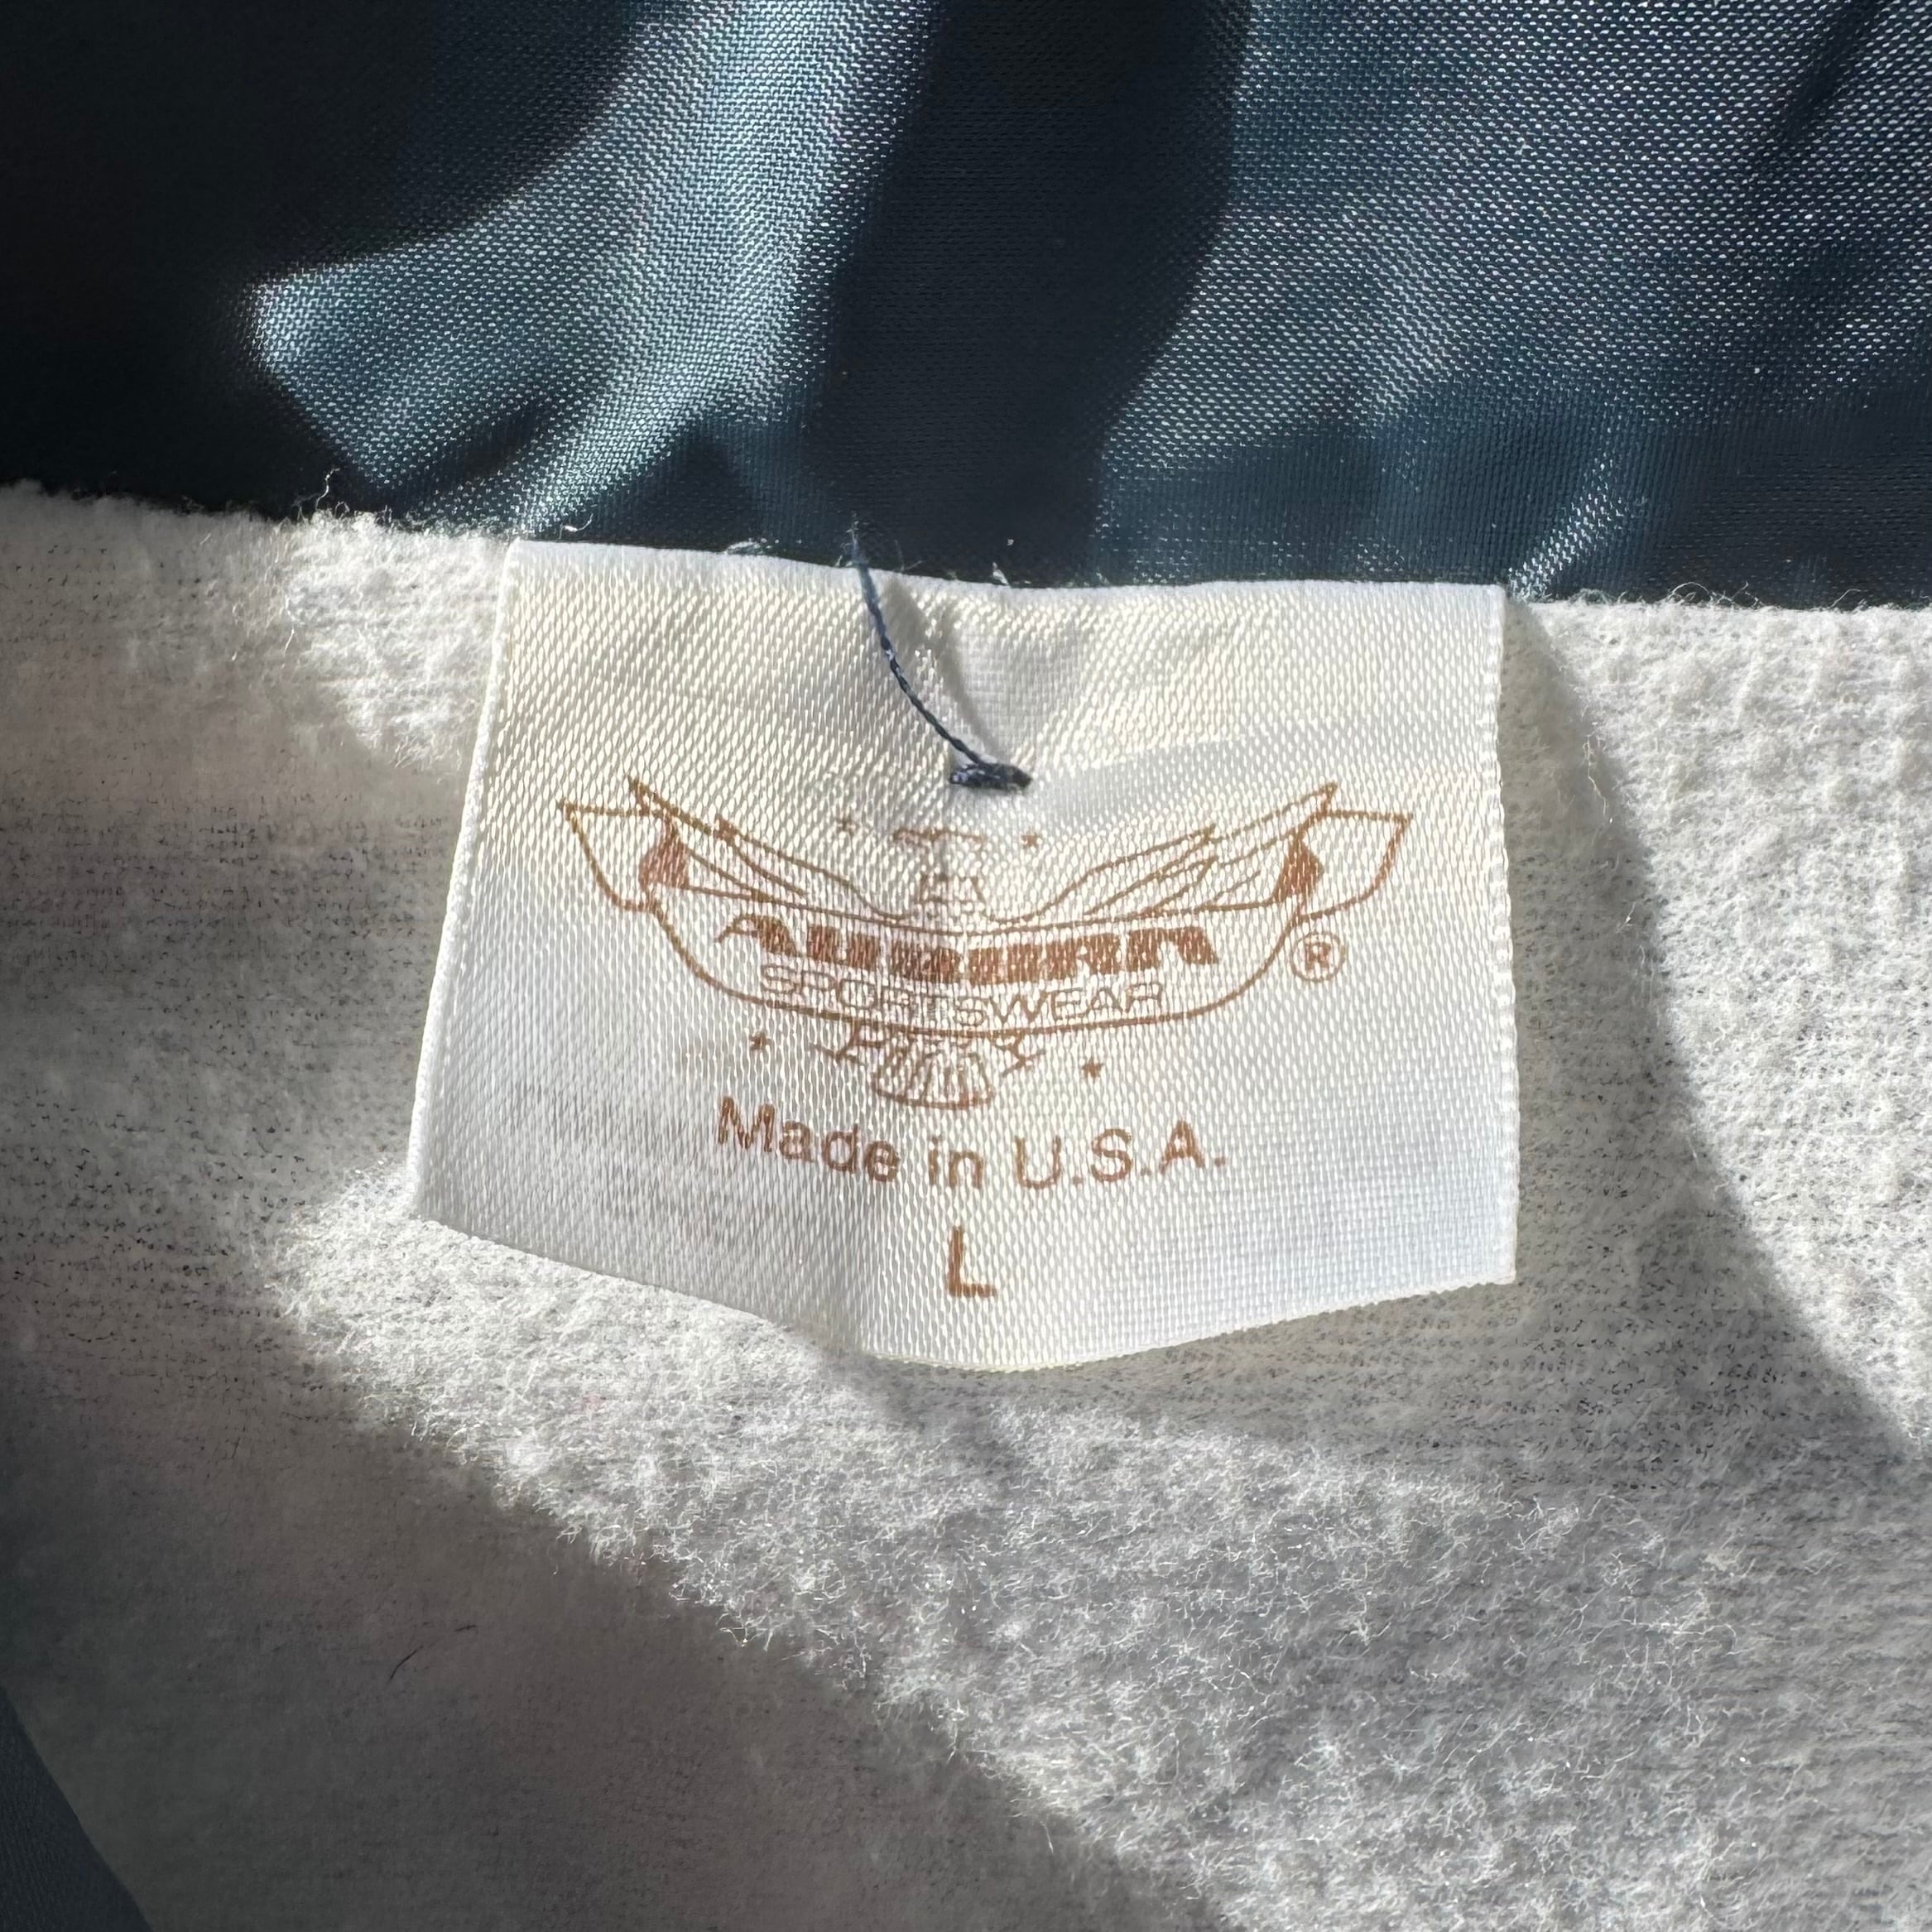 AUBURN
SPORTSWEAR
®
Made in U.S.A.
L